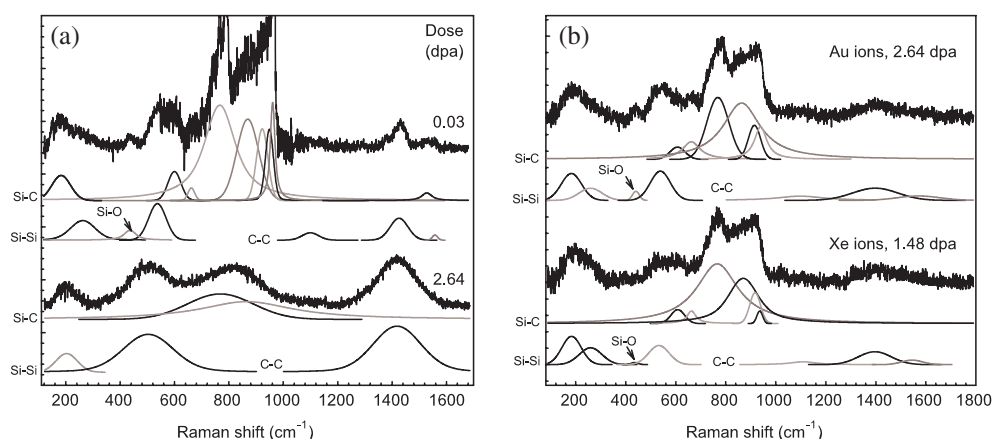 (a)
Dose
(dpa)
0.03
Si-C
Si-O
Si-Si
C-C
2.64
Si-C
Si-Si
C-C
200 400 600 800 1000 1200 1400 1600
Raman shift (cm⁻¹)
(b)
Au ions, 2.64 dpa
Si-C
Si-O
C-C
Si-Si
Xe ions, 1.48 dpa
Si-C
Si-O
Si-Si
C-C
200 400 600 800 1000 1200 1400 1600 1800
Raman shift (cm⁻¹)